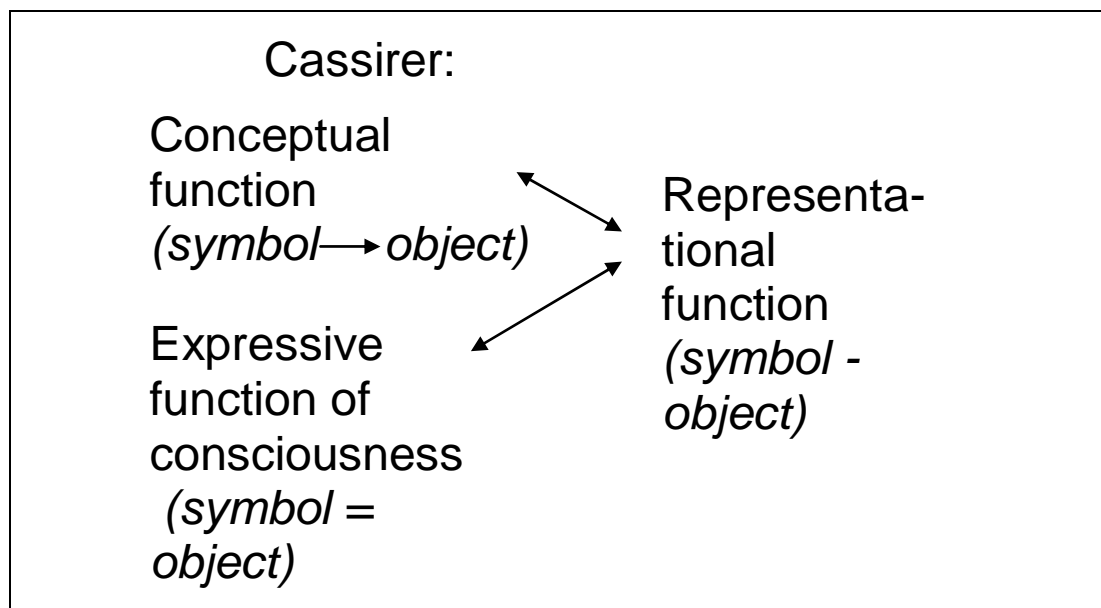 Cassirer:
Conceptual
function
(symbol→object)
Expressive
function of
consciousness
(symbol =
object)
Representa-
tional
function
(symbol -
object)